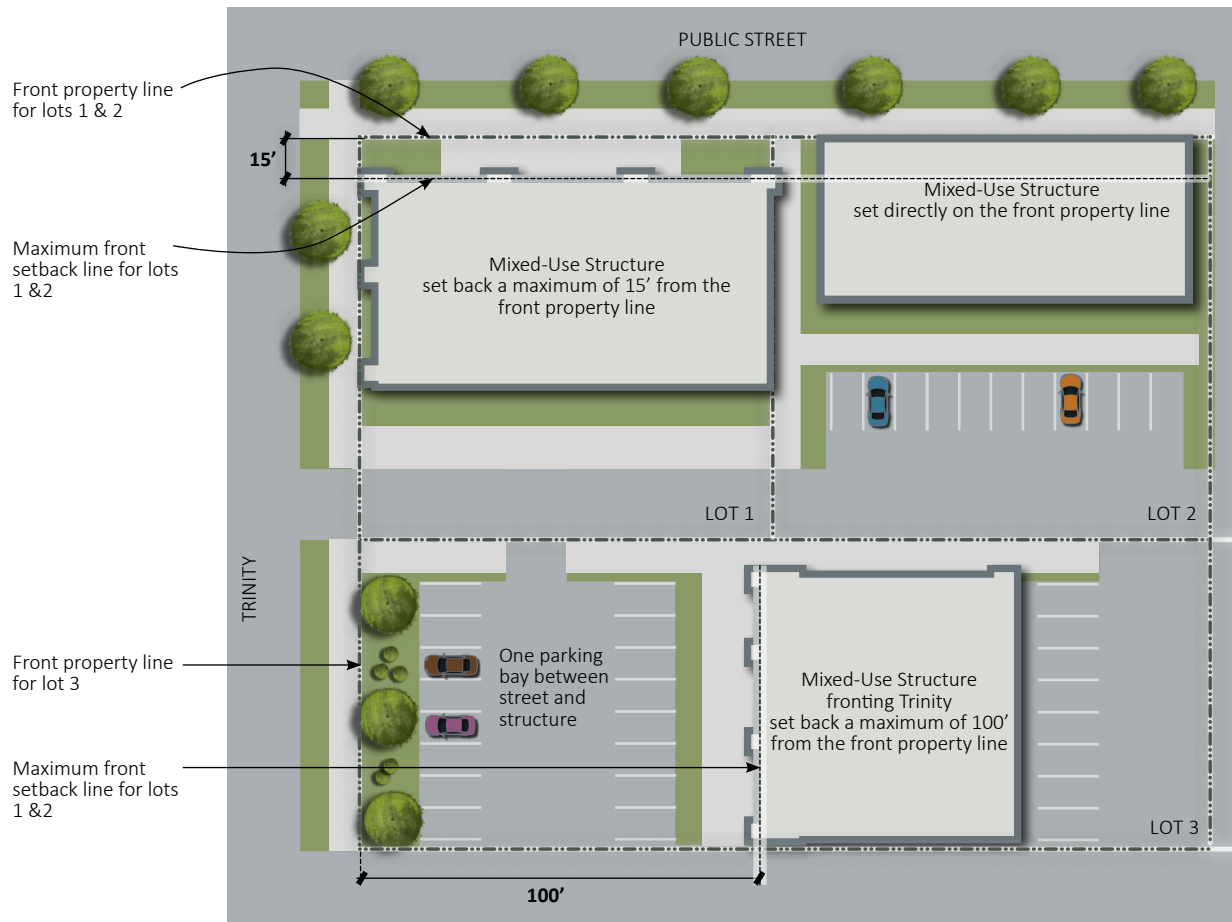 PUBLIC STREET
Front property line
for lots 1 & 2
15’
Mixed-Use Structure
set directly on the front property line
Maximum front
setback line for lots
1 &2
Mixed-Use Structure
set back a maximum of 15’ from the
front property line
LOT 1
LOT 2
TRINITY
Front property line
for lot 3
One parking
bay between
street and
structure
Mixed-Use Structure
fronting Trinity
set back a maximum of 100’
from the front property line
Maximum front
setback line for lots
1 &2
LOT 3
100’